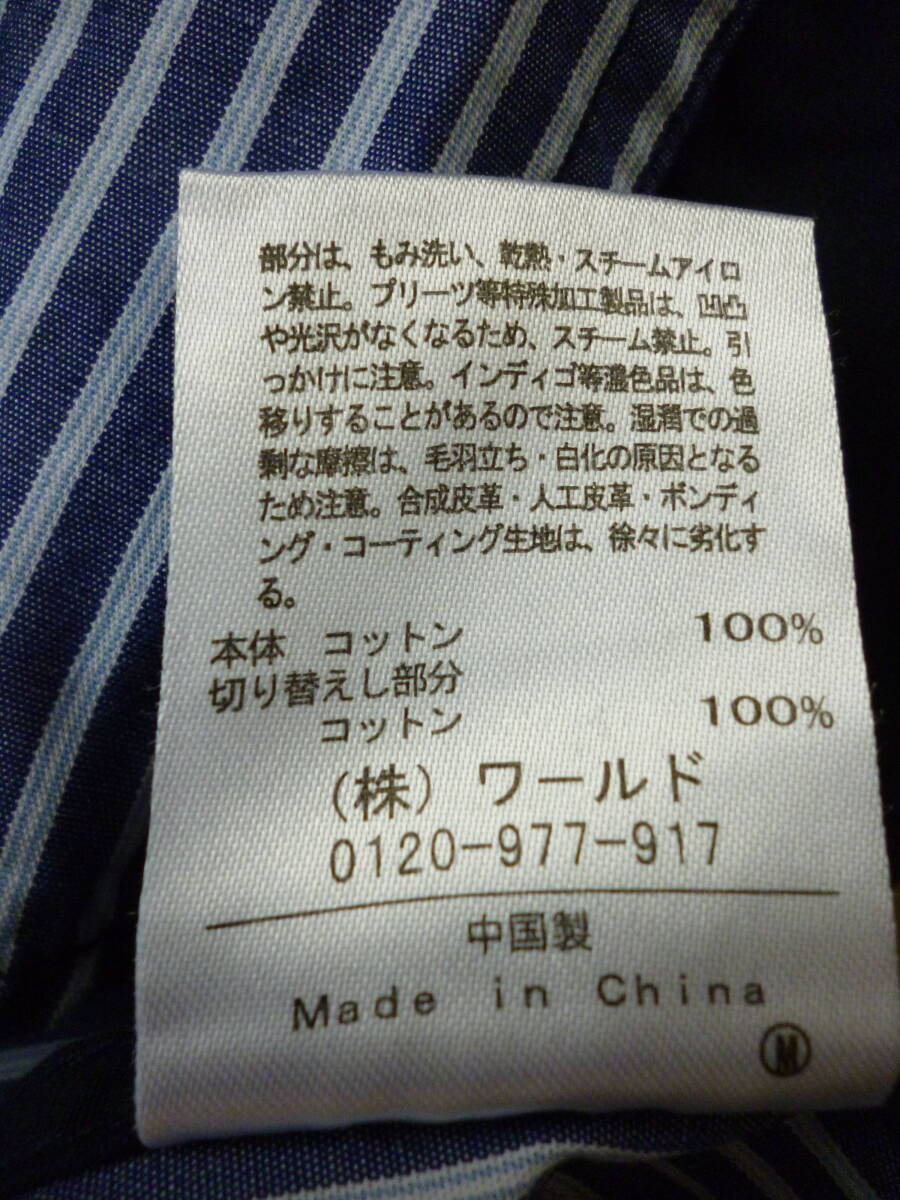 部分は、もみ洗い、乾熱・スチームアイロ
ン禁止。プリーツ等特殊加工製品は、凹凸
や光沢がなくなるため、スチーム禁止。引
っかけに注意。インディゴ等濃色品は、色
移りすることがあるので注意。湿潤での過
剰な摩擦は、毛羽立ち・白化の原因となる
ため注意。合成皮革・人工皮革・ボンディ
ング・コーティング生地は、徐々に劣化す
る。
本体 コットン 100%
切り替えし部分
コットン 100%
(株) ワールド
0120-977-917
中国製
Made in China
Ⓜ